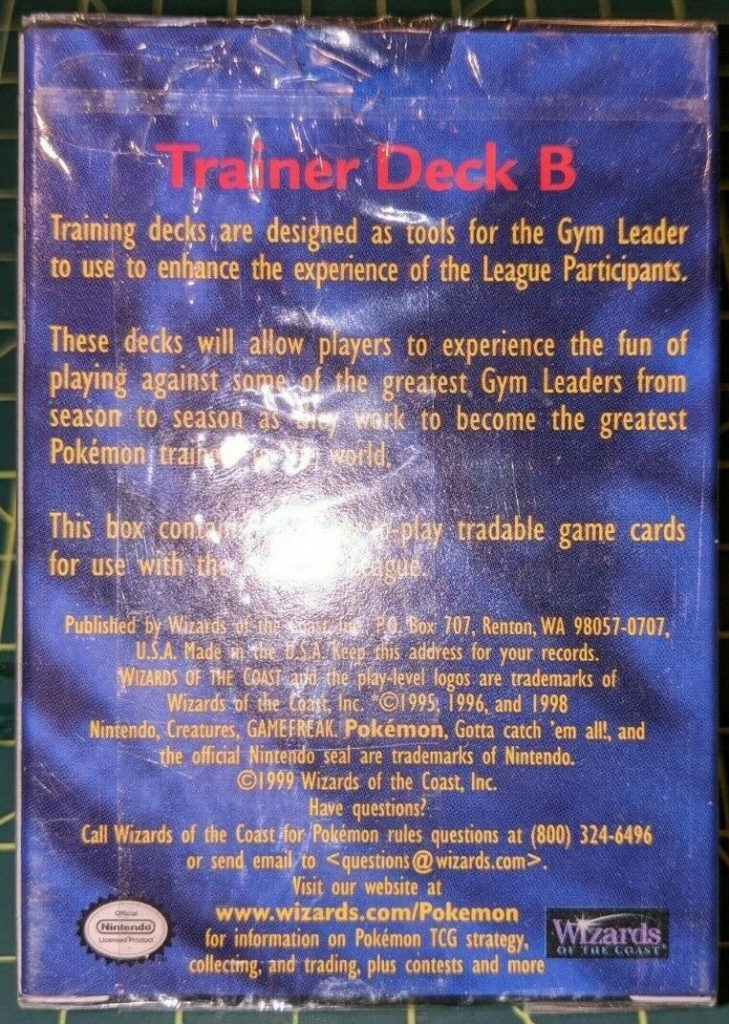 Trainer Deck B
Training decks are designed as tools for the Gym Leader
to use to enhance the experience of the League Participants.
These decks will allow players to experience the fun of
playing against some of the greatest Gym Leaders from
season to season as they work to become the greatest
Pokémon world.
This box tradable game cards
for use with the
Published by Wizards of the Coast, Inc., P.O. Box 707, Renton, WA 98057-0707,
U.S.A. Made in the U.S.A. Keep this address for your records.
WIZARDS OF THE COAST and the play-level logos are trademarks of
Wizards of the Coast, Inc. ©1995, 1996, and 1998
Nintendo, Creatures, GAMEFREAK. Pokémon, Gotta catch 'em all!, and
the official Nintendo seal are trademarks of Nintendo.
©1999 Wizards of the Coast, Inc.
Have questions?
Call Wizards of the Coast for Pokémon rules questions at (800) 324-6496
or send email to <questions@wizards.com>.
Visit our website at
www.wizards.com/Pokemon
for information on Pokémon TCG strategy,
collecting, and trading, plus contests and more
Official
Nintendo
Licensed Product
Wizards
OF THE COAST